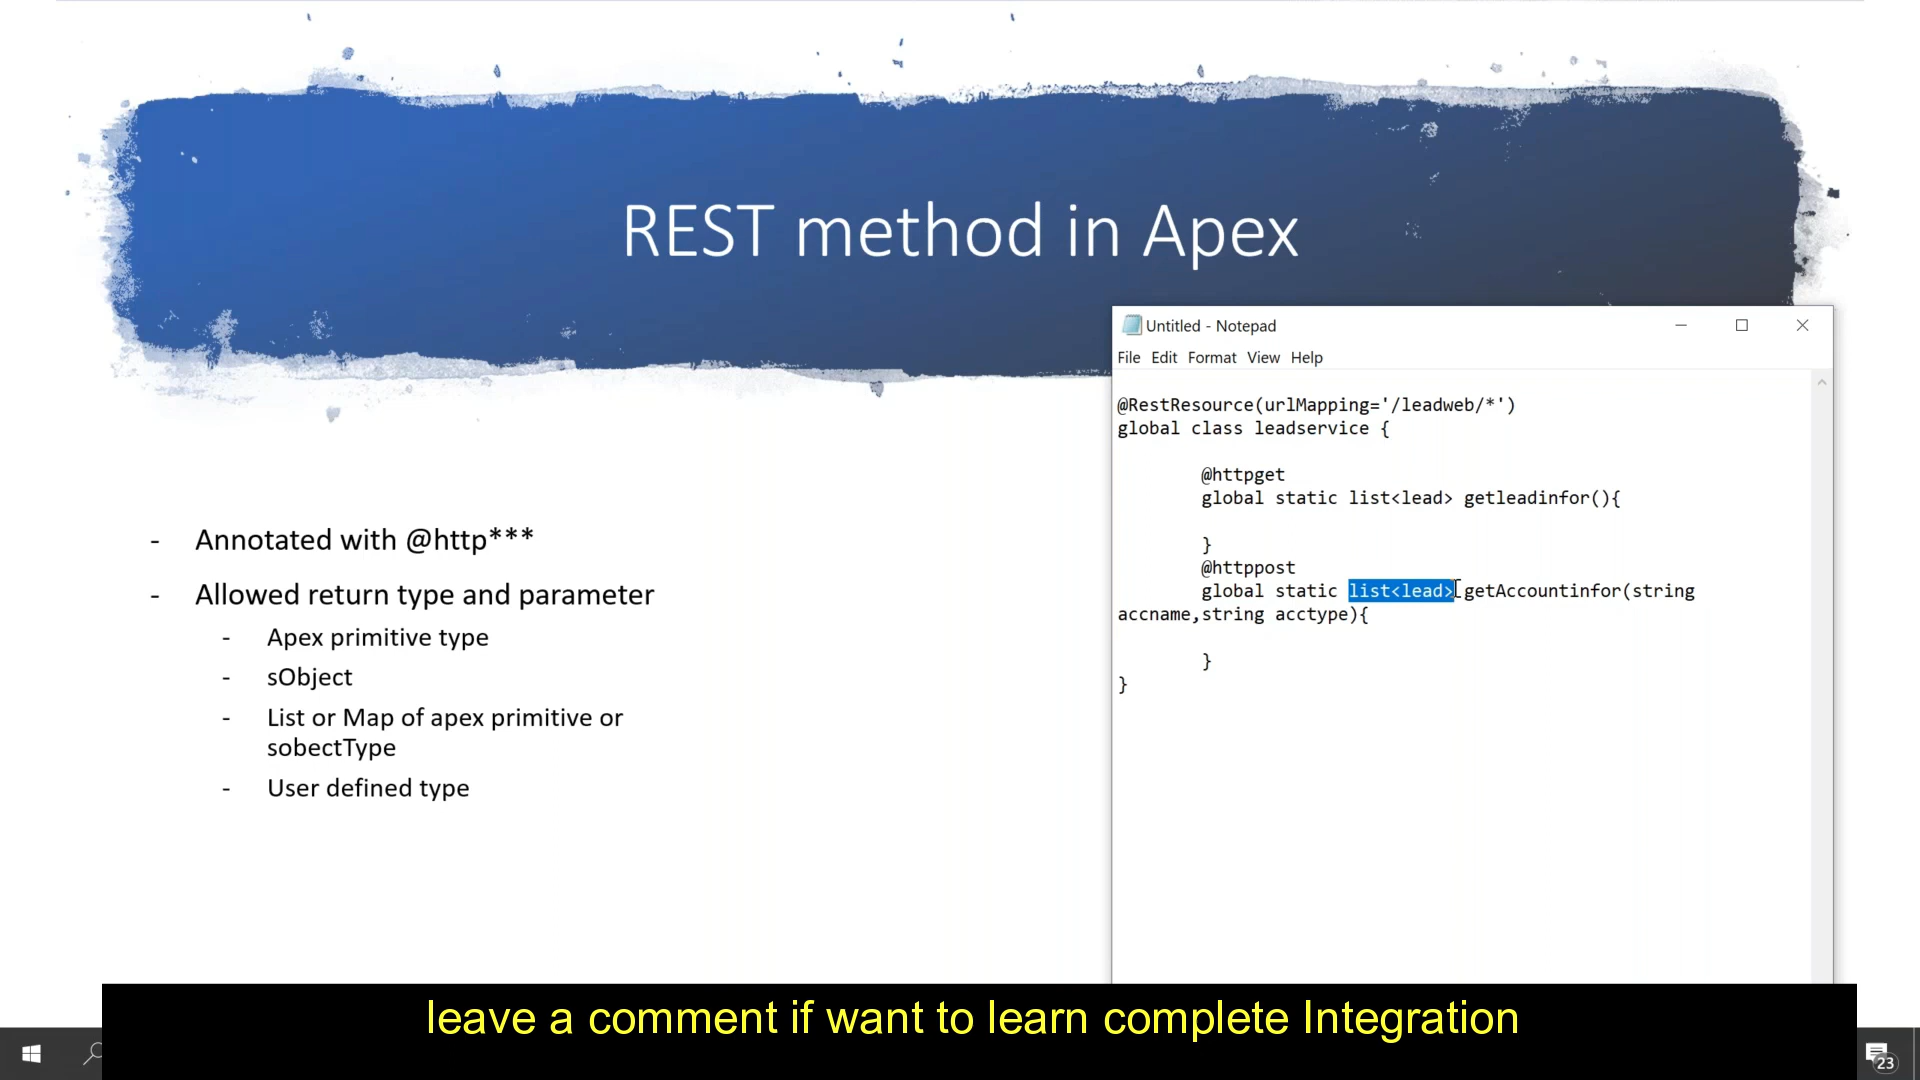 REST method in Apex
- Annotated with @http***
- Allowed return type and parameter
- Apex primitive type
- sObject
- List or Map of apex primitive or
sobectType
- User defined type
Untitled - Notepad
File Edit Format View Help
@RestResource(urlMapping='/leadweb/*')
global class leadservice {
@httpget
global static list<lead> getleadinfor(){
}
@httppost
global static list<lead> getAccountinfor(string
accname,string acctype){
}
}
leave a comment if want to learn complete Integration
23